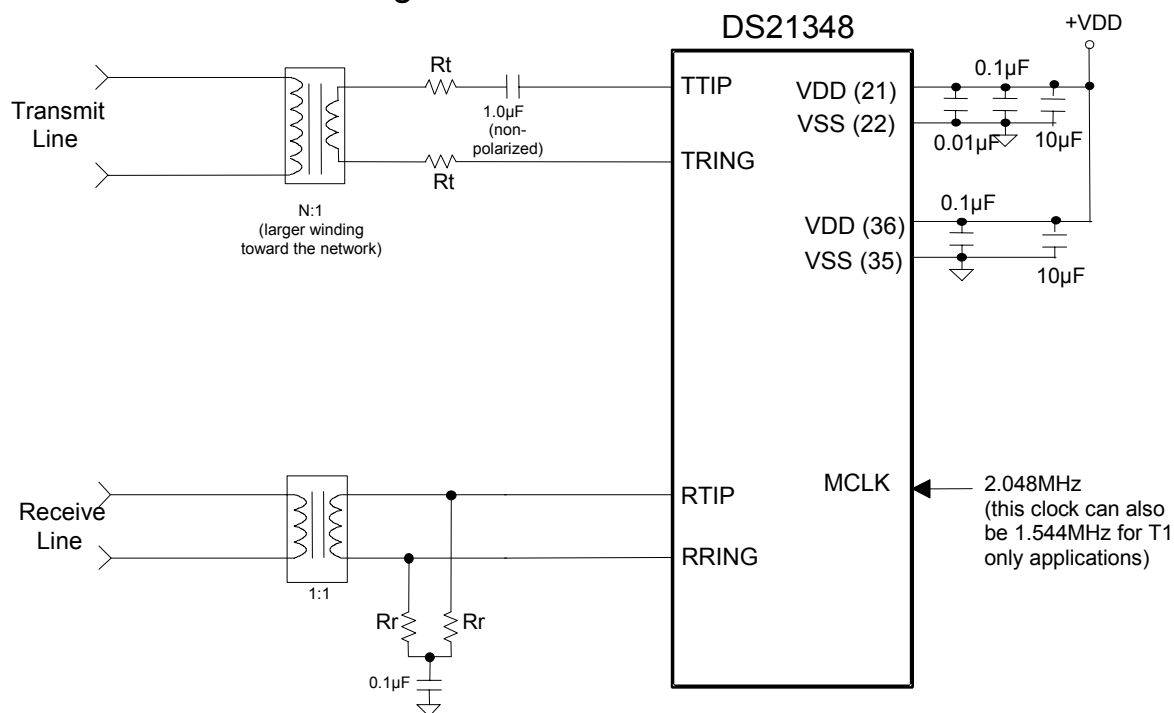 DS21348
+VDD
Transmit
Line
Rt
1.0µF
(non-
polarized)
Rt
N:1
(larger winding
toward the network)
TTIP
TRING
VDD (21)
VSS (22)
0.1µF
0.01µF
10µF
VDD (36)
VSS (35)
0.1µF
10µF
Receive
Line
1:1
Rr
Rr
0.1µF
RTIP
RRING
MCLK
2.048MHz
(this clock can also
be 1.544MHz for T1
only applications)